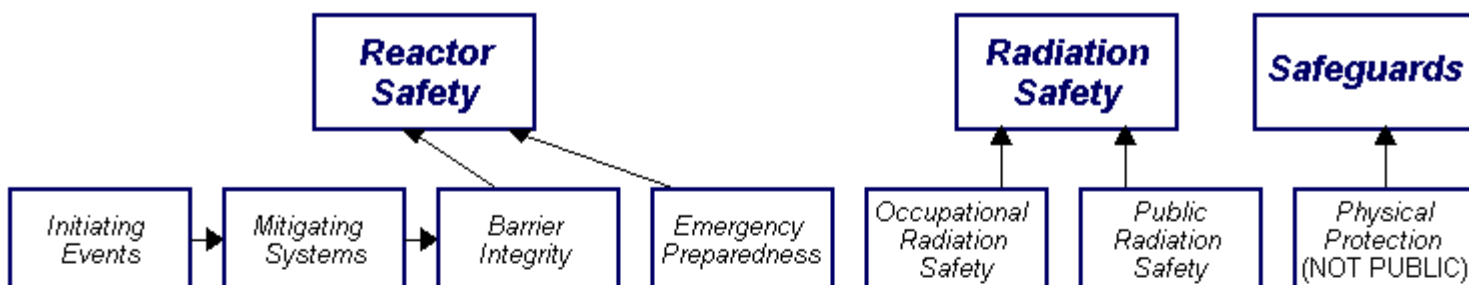 Reactor
Safety
Radiation
Safety
Safeguards
Initiating
Events
Mitigating
Systems
Barrier
Integrity
Emergency
Preparedness
Occupational
Radiation
Safety
Public
Radiation
Safety
Physical
Protection
(NOT PUBLIC)